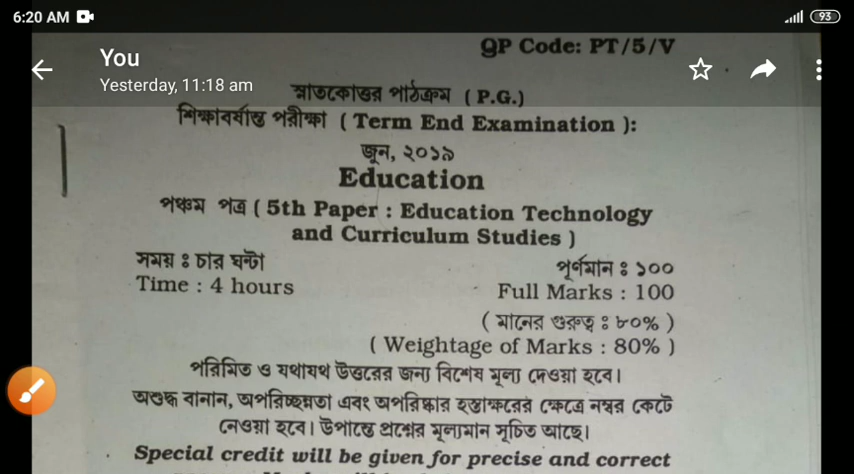 6:20 AM
93
QP Code: PT/5/V
You
Yesterday, 11:18 am
স্নাতকোত্তর পাঠক্রম ( P.G.)
শিক্ষাবর্ষান্ত পরীক্ষা ( Term End Examination ):
জুন, ২০১৯
Education
পঞ্চম পত্র ( 5th Paper : Education Technology
and Curriculum Studies )
সময় ঃ চার ঘন্টা
পূর্ণমান ঃ ১০০
Time : 4 hours
Full Marks : 100
( মানের গুরুত্ব ঃ ৮০% )
( Weightage of Marks : 80% )
পরিমিত ও যথাযথ উত্তরের জন্য বিশেষ মূল্য দেওয়া হবে।
অশুদ্ধ বানান, অপরিচ্ছন্নতা এবং অপরিষ্কার হস্তাক্ষরের ক্ষেত্রে নম্বর কেটে
নেওয়া হবে। উপান্তে প্রশ্নের মূল্যমান সূচিত আছে।
Special credit will be given for precise and correct